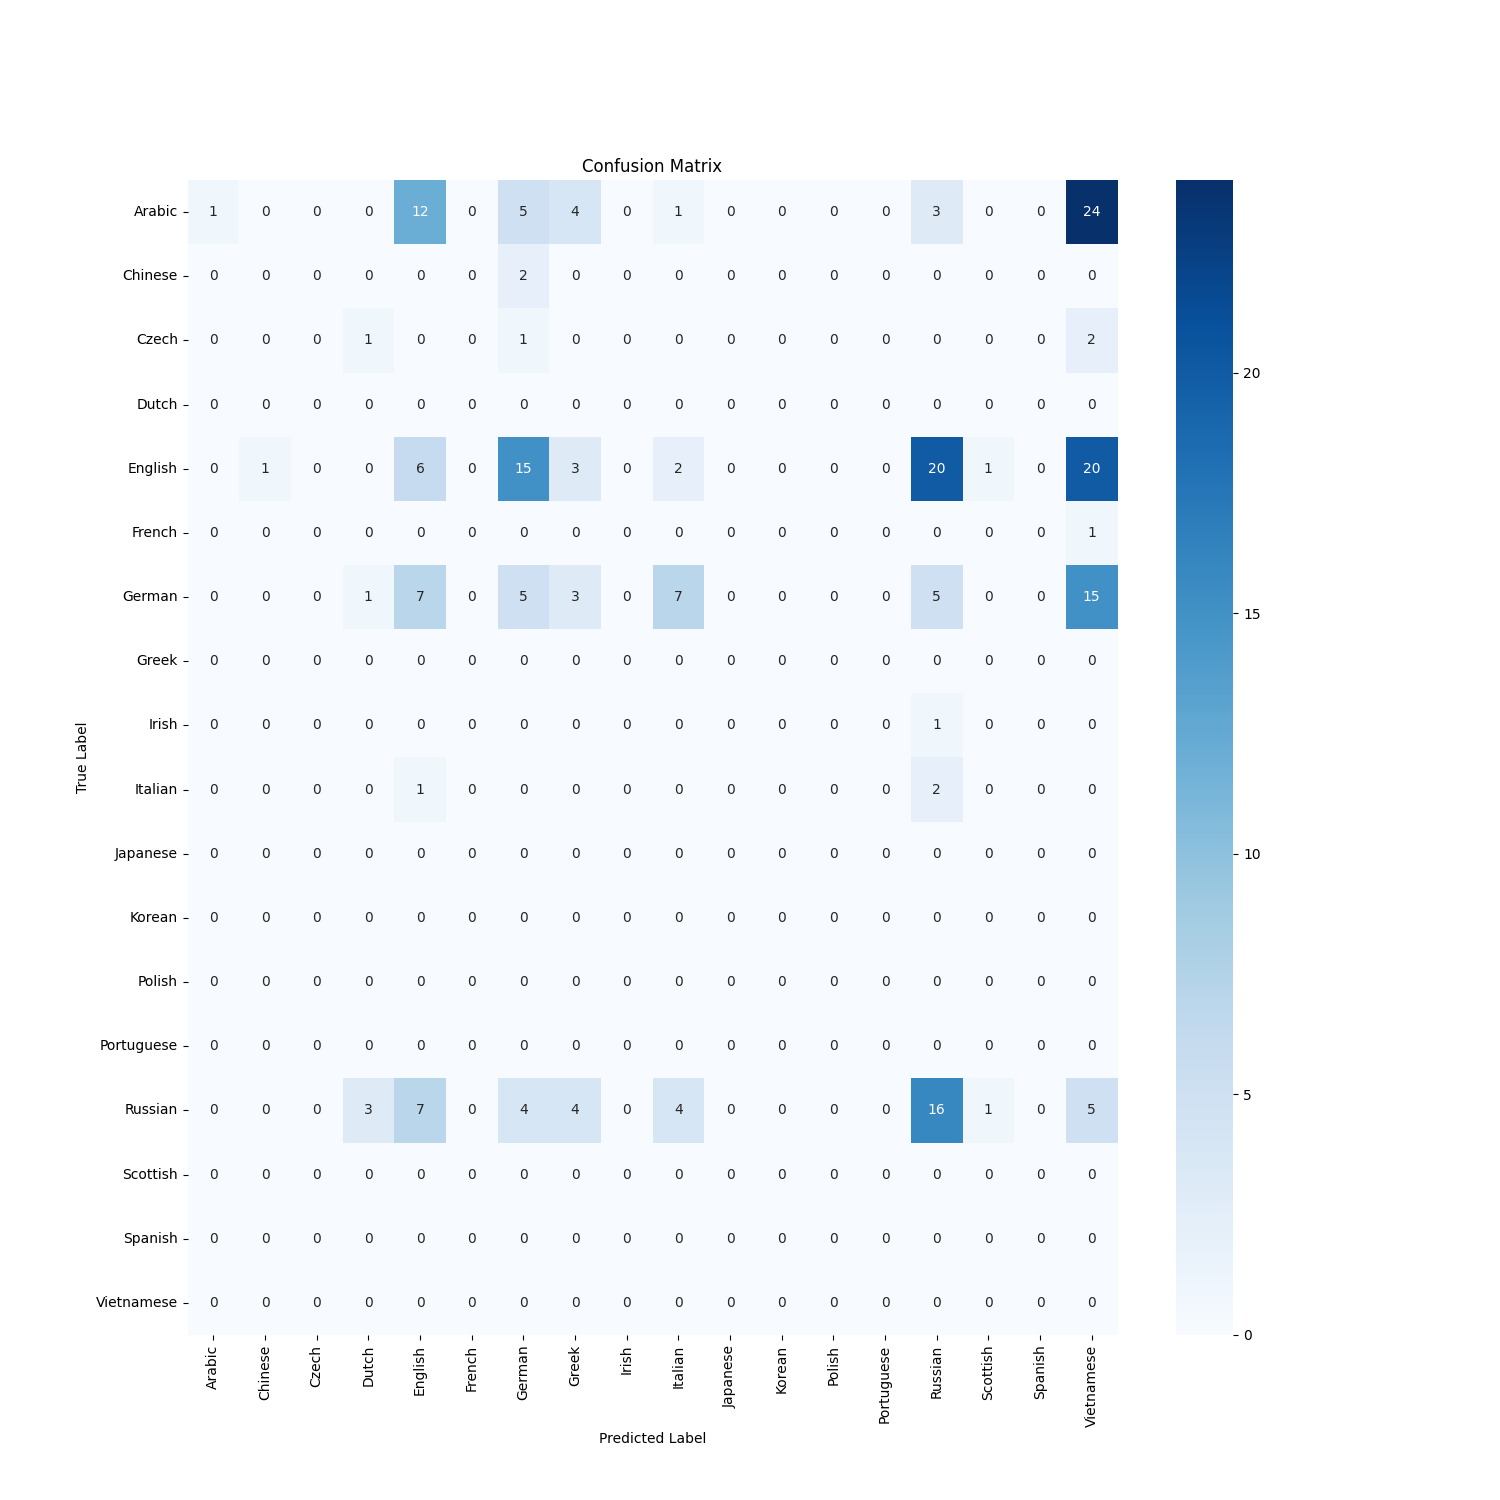 Confusion Matrix
Arabic 1 0 0 0 12 0 5 4 0 1 0 0 0 0 3 0 0 24
Chinese 0 0 0 0 0 0 2 0 0 0 0 0 0 0 0 0 0 0
Czech 0 0 0 1 0 0 1 0 0 0 0 0 0 0 0 0 0 2
20
Dutch 0 0 0 0 0 0 0 0 0 0 0 0 0 0 0 0 0 0
English 0 1 0 0 6 0 15 3 0 2 0 0 0 0 20 1 0 20
French 0 0 0 0 0 0 0 0 0 0 0 0 0 0 0 0 0 1
German 0 0 0 1 7 0 5 3 0 7 0 0 0 0 5 0 0 15
15
Greek 0 0 0 0 0 0 0 0 0 0 0 0 0 0 0 0 0 0
Irish 0 0 0 0 0 0 0 0 0 0 0 0 0 0 1 0 0 0
True Label
Italian 0 0 0 0 1 0 0 0 0 0 0 0 0 0 2 0 0 0
Japanese 0 0 0 0 0 0 0 0 0 0 0 0 0 0 0 0 0 0
10
Korean 0 0 0 0 0 0 0 0 0 0 0 0 0 0 0 0 0 0
Polish 0 0 0 0 0 0 0 0 0 0 0 0 0 0 0 0 0 0
Portuguese 0 0 0 0 0 0 0 0 0 0 0 0 0 0 0 0 0 0
Russian 0 0 0 3 7 0 4 4 0 4 0 0 0 0 16 1 0 5
5
Scottish 0 0 0 0 0 0 0 0 0 0 0 0 0 0 0 0 0 0
Spanish 0 0 0 0 0 0 0 0 0 0 0 0 0 0 0 0 0 0
Vietnamese 0 0 0 0 0 0 0 0 0 0 0 0 0 0 0 0 0 0
0
Arabic Chinese Czech Dutch English French German Greek Irish Italian Japanese Korean Polish Portuguese Russian Scottish Spanish Vietnamese
Predicted Label